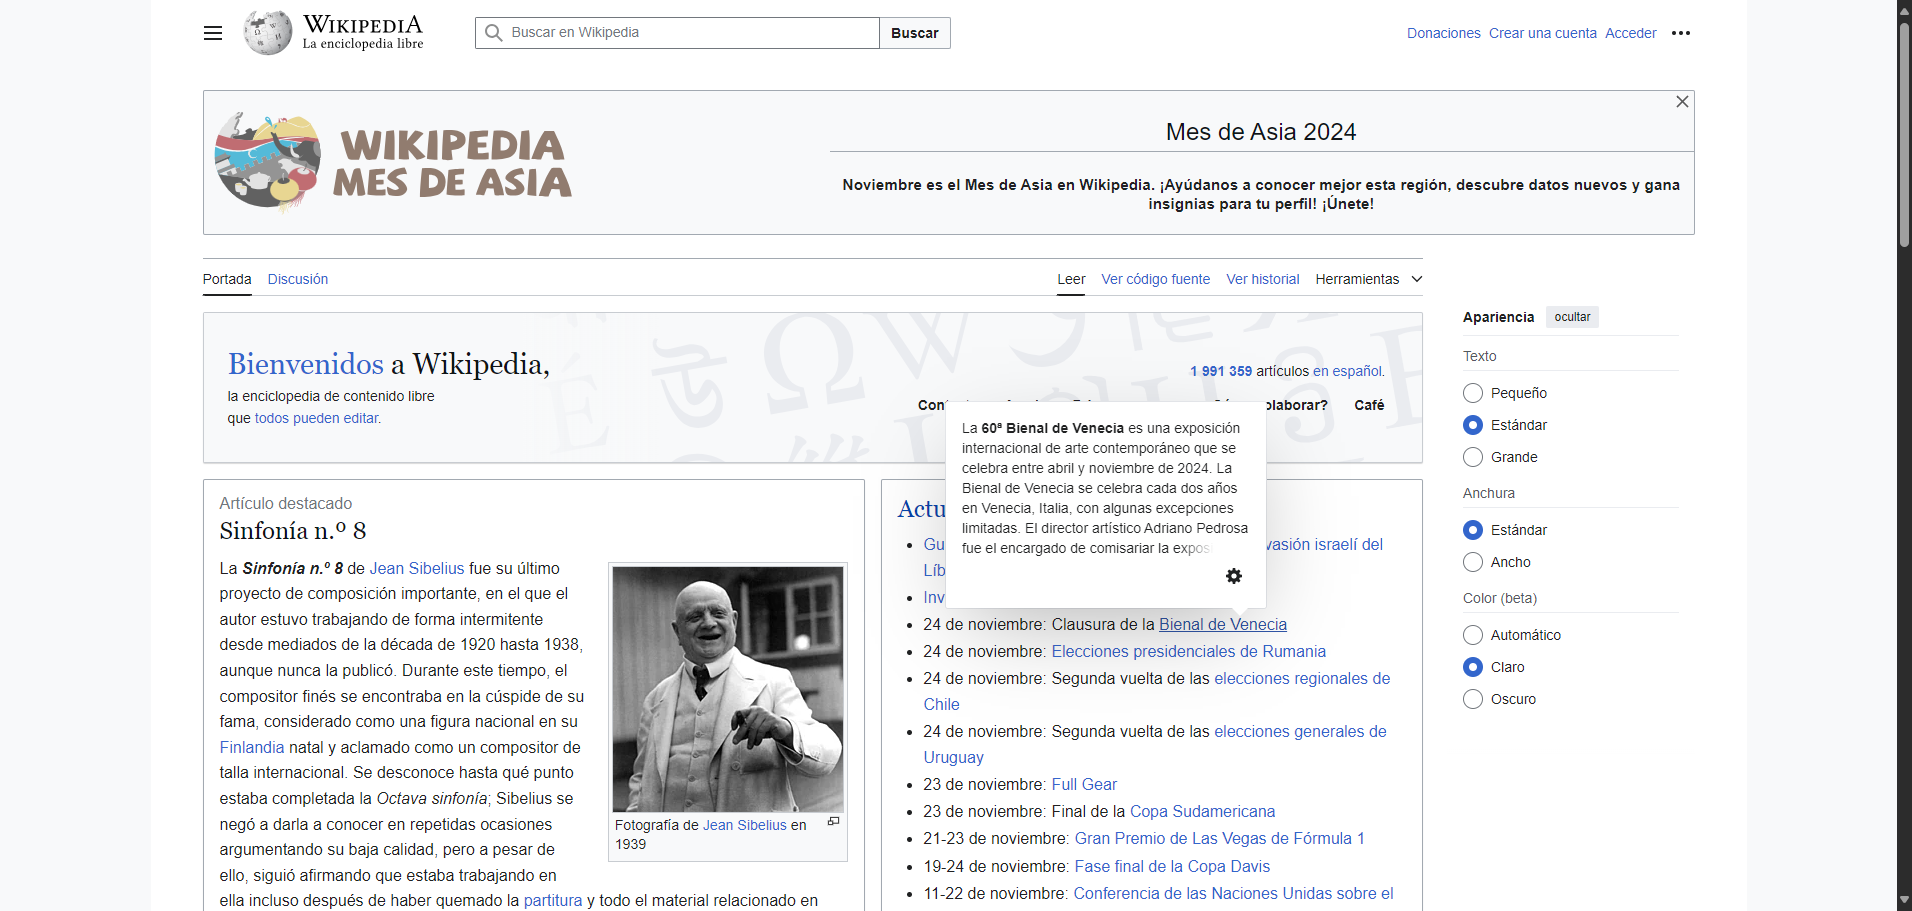 WIKIPEDIA
La enciclopedia libre
Buscar en Wikipedia
Buscar
Donaciones Crear una cuenta Acceder
WIKIPEDIA
MES DE ASIA
Mes de Asia 2024
Noviembre es el Mes de Asia en Wikipedia. ¡Ayúdanos a conocer mejor esta región, descubre datos nuevos y gana
insignias para tu perfil! ¡Únete!
Portada Discusión
Leer Ver código fuente Ver historial Herramientas
Bienvenidos a Wikipedia,
la enciclopedia de contenido libre
que todos pueden editar.
1 991 359 artículos en español.
Café
La 60ª Bienal de Venecia es una exposición
internacional de arte contemporáneo que se
celebra entre abril y noviembre de 2024. La
Bienal de Venecia se celebra cada dos años
en Venecia, Italia, con algunas excepciones
limitadas. El director artístico Adriano Pedrosa
fue el encargado de comisariar la
Artículo destacado
Sinfonía n.º 8
La Sinfonía n.º 8 de Jean Sibelius fue su último
proyecto de composición importante, en el que el
autor estuvo trabajando de forma intermitente
desde mediados de la década de 1920 hasta 1938,
aunque nunca la publicó. Durante este tiempo, el
compositor finés se encontraba en la cúspide de su
fama, considerado como una figura nacional en su
Finlandia natal y aclamado como un compositor de
talla internacional. Se desconoce hasta qué punto
estaba completada la Octava sinfonía; Sibelius se
negó a darla a conocer en repetidas ocasiones
argumentando su baja calidad, pero a pesar de
ello, siguió afirmando que estaba trabajando en
ella incluso después de haber quemado la partitura y todo el material relacionado en
Fotografía de Jean Sibelius en
1939
israelí del
24 de noviembre: Clausura de la Bienal de Venecia
24 de noviembre: Elecciones presidenciales de Rumania
24 de noviembre: Segunda vuelta de las elecciones regionales de
Chile
24 de noviembre: Segunda vuelta de las elecciones generales de
Uruguay
23 de noviembre: Full Gear
23 de noviembre: Final de la Copa Sudamericana
21-23 de noviembre: Gran Premio de Las Vegas de Fórmula 1
19-24 de noviembre: Fase final de la Copa Davis
11-22 de noviembre: Conferencia de las Naciones Unidas sobre el
Apariencia ocultar
Texto
Pequeño
Estándar
Grande
Anchura
Estándar
Ancho
Color (beta)
Automático
Claro
Oscuro